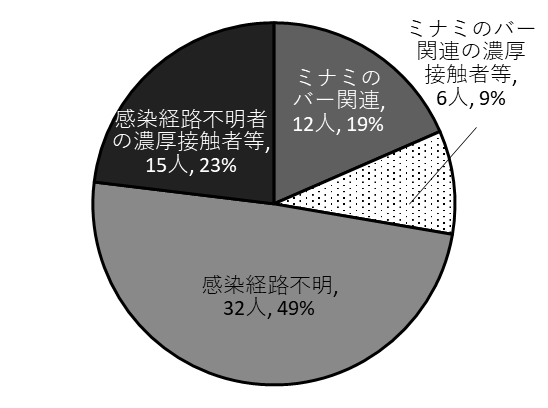 ミナミのバー
関連の濃厚
接触者等,
6人, 9%
ミナミの
バー関連,
12人, 19%
感染経路不明者
の濃厚接触者等,
15人, 23%
感染経路不明,
32人, 49%